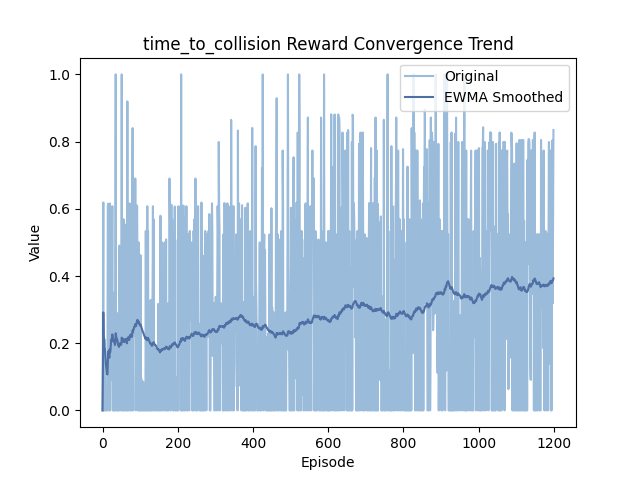 time_to_collision Reward Convergence Trend
Original
EWMA Smoothed
Value
1.0
0.8
0.6
0.4
0.2
0.0
0 200 400 600 800 1000 1200
Episode